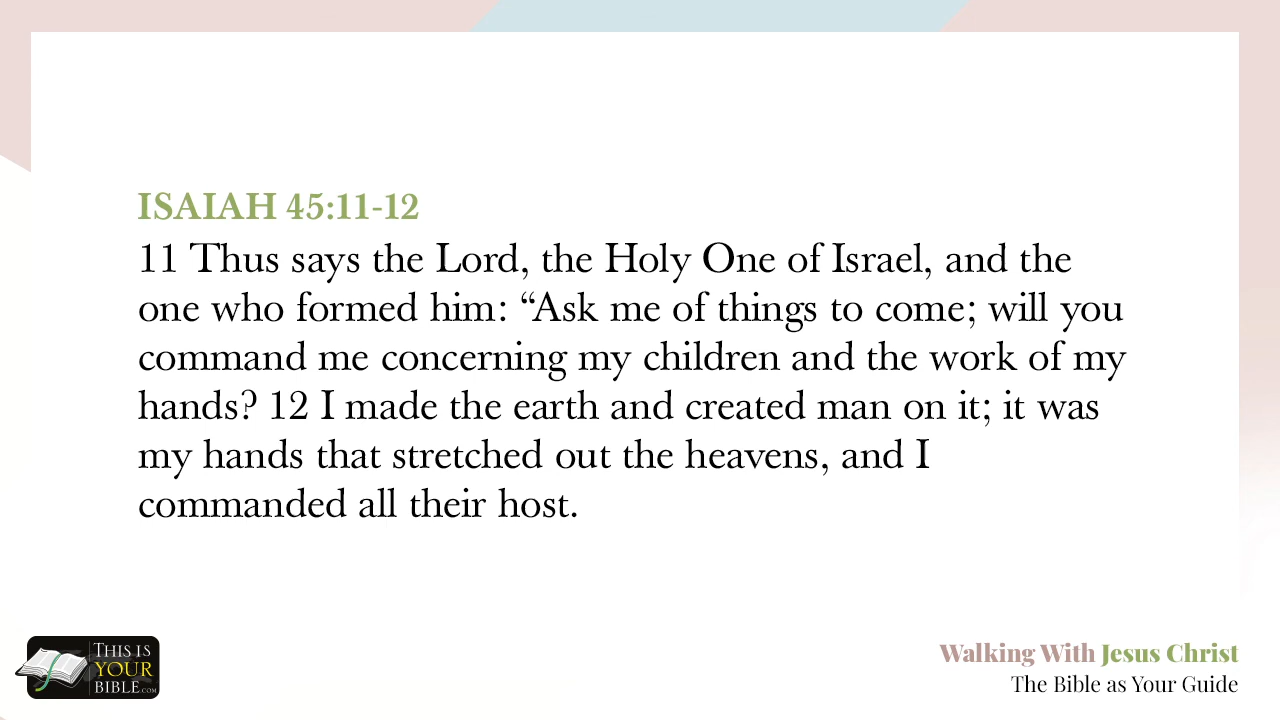 ISAIAH 45:11-12
11 Thus says the Lord, the Holy One of Israel, and the
one who formed him: “Ask me of things to come; will you
command me concerning my children and the work of my
hands? 12 I made the earth and created man on it; it was
my hands that stretched out the heavens, and I
commanded all their host.
THIS IS
YOUR
BIBLE.COM
Walking With Jesus Christ
The Bible as Your Guide